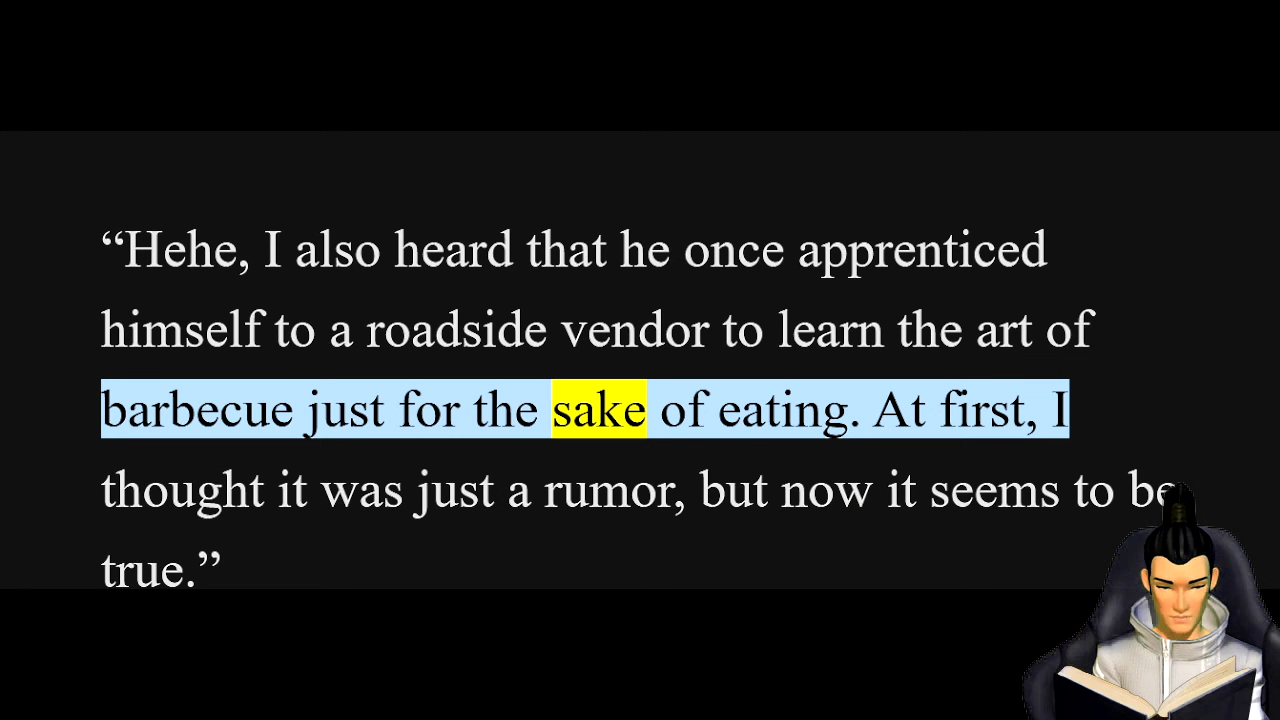 “Hehe, I also heard that he once apprenticed
himself to a roadside vendor to learn the art of
barbecue just for the sake of eating. At first, I
thought it was just a rumor, but now it seems to be
true.”